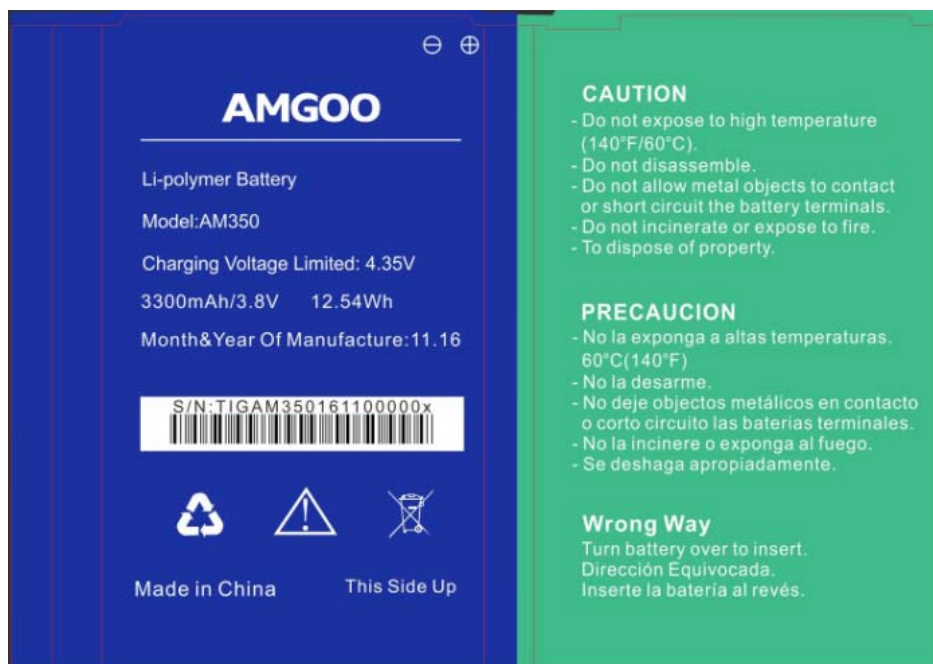 ⊖ ⊕
AMGOO
Li-polymer Battery
Model:AM350
Charging Voltage Limited: 4.35V
3300mAh/3.8V 12.54Wh
Month&Year Of Manufacture:11.16
S/N:TIGAM350161100000x
Made in China This Side Up
CAUTION
- Do not expose to high temperature
(140°F/60°C).
- Do not disassemble.
- Do not allow metal objects to contact
or short circuit the battery terminals.
- Do not incinerate or expose to fire.
- To dispose of property.
PRECAUCION
- No la exponga a altas temperaturas.
60°C(140°F)
- No la desarme.
- No deje objectos metálicos en contacto
o corto circuito las baterias terminales.
- No la incinere o exponga al fuego.
- Se deshaga apropiadamente.
Wrong Way
Turn battery over to insert.
Dirección Equivocada.
Inserte la batería al revés.